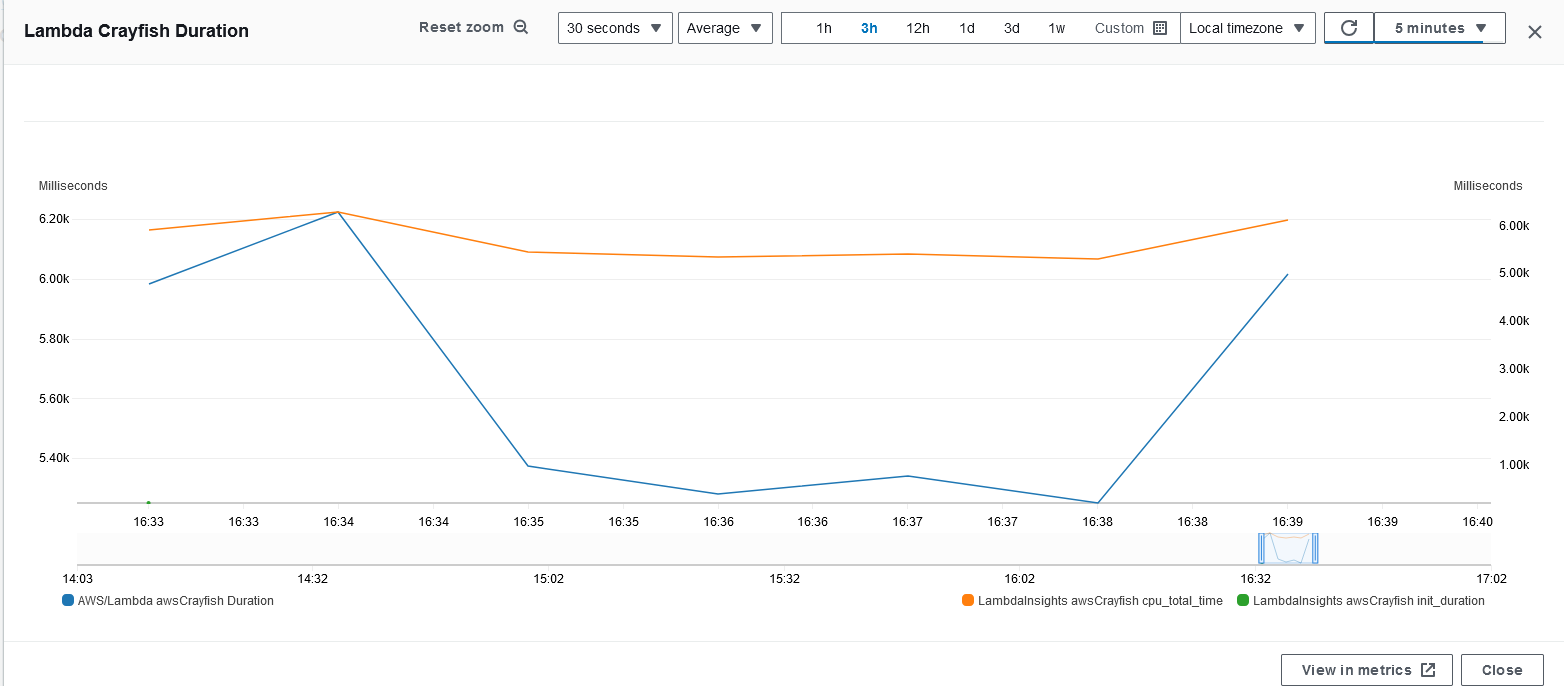 Lambda Crayfish Duration
Reset zoom
30 seconds
Average
1h 3h 12h 1d 3d 1w Custom
Local timezone
5 minutes
Milliseconds Milliseconds
6.20k
6.00k
5.80k
5.60k
5.40k
6.00k
5.00k
4.00k
3.00k
2.00k
1.00k
16:33 16:33 16:34 16:34 16:35 16:35 16:36 16:36 16:37 16:37 16:38 16:38 16:39 16:39 16:40
14:03 14:32 15:02 15:32 16:02 16:32 17:02
AWS/Lambda awsCrayfish Duration
LambdaInsights awsCrayfish cpu_total_time
LambdaInsights awsCrayfish init_duration
View in metrics
Close